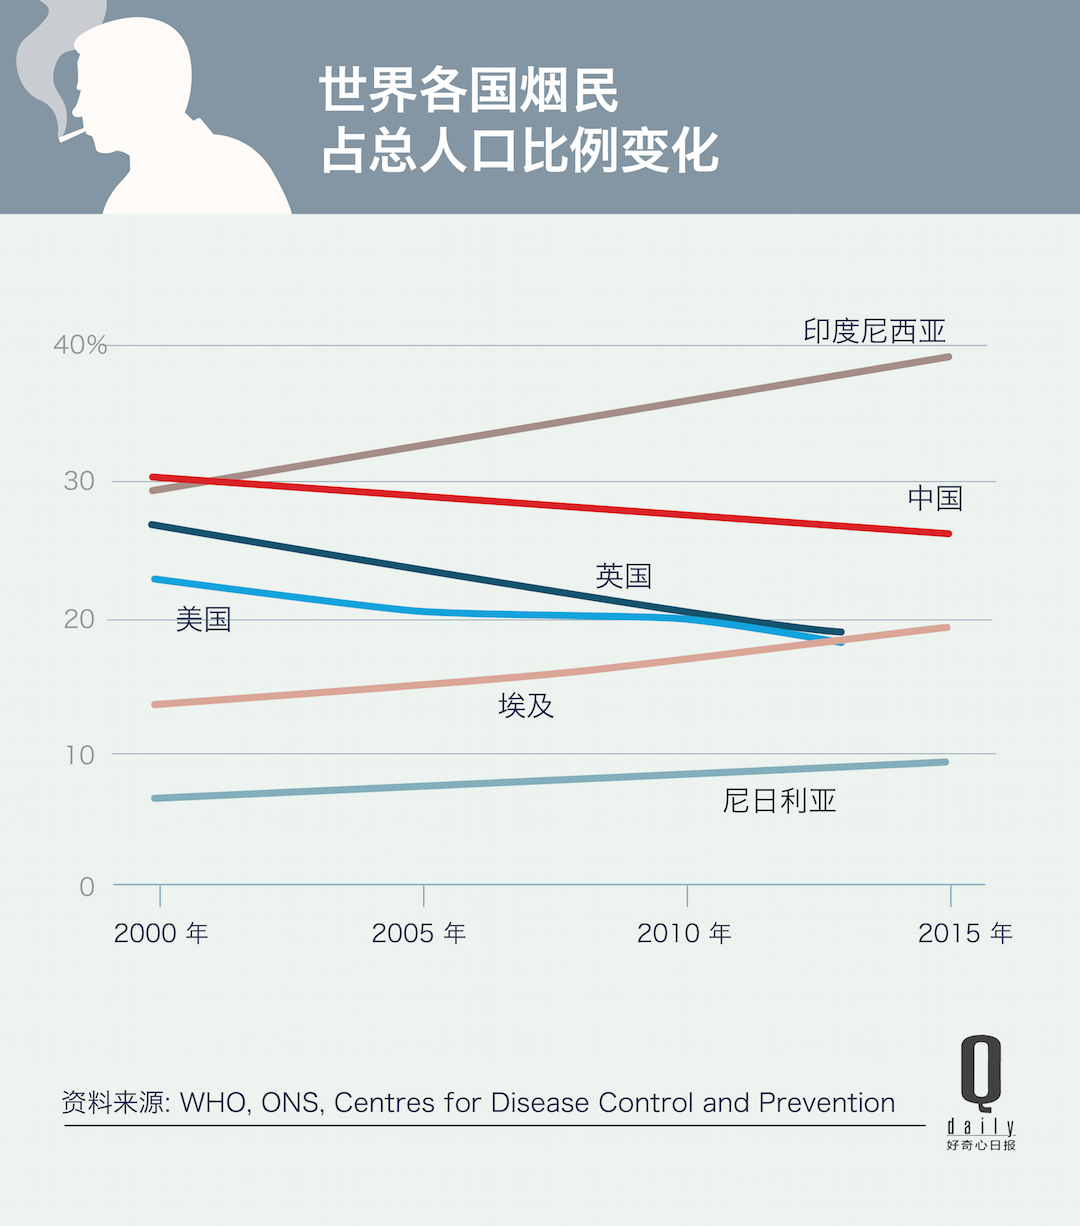 世界各国烟民
占总人口比例变化
40%
印度尼西亚
30
中国
英国
20
美国
埃及
10
尼日利亚
0
2000 年 2005 年 2010 年 2015 年
资料来源: WHO, ONS, Centres for Disease Control and Prevention
Q
daily
好奇心日报